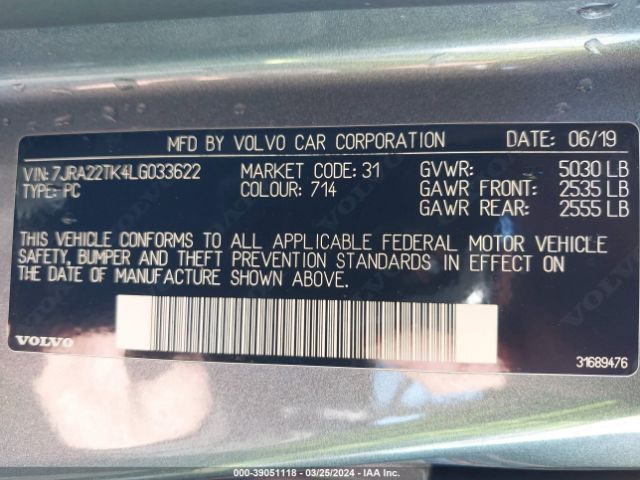 MFD BY VOLVO CAR CORPORATION DATE: 06/19
VIN: 7JRA22TK4LG033622 MARKET CODE: 31 GVWR: 5030 LB
TYPE: PC COLOUR: 714 GAWR FRONT: 2535 LB
GAWR REAR: 2555 LB
THIS VEHICLE CONFORMS TO ALL APPLICABLE FEDERAL MOTOR VEHICLE
SAFETY, BUMPER AND THEFT PREVENTION STANDARDS IN EFFECT ON
THE DATE OF MANUFACTURE SHOWN ABOVE.
VOLVO 31689476
000-39051118 - 03/25/2024 - IAA Inc.